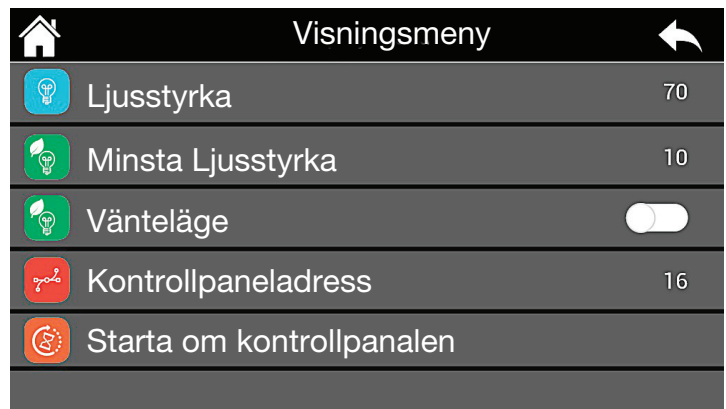 Visningsmeny
Ljusstyrka 70
Minsta Ljusstyrka 10
Vänteläge
Kontrollpaneladress 16
Starta om kontrollpanalen